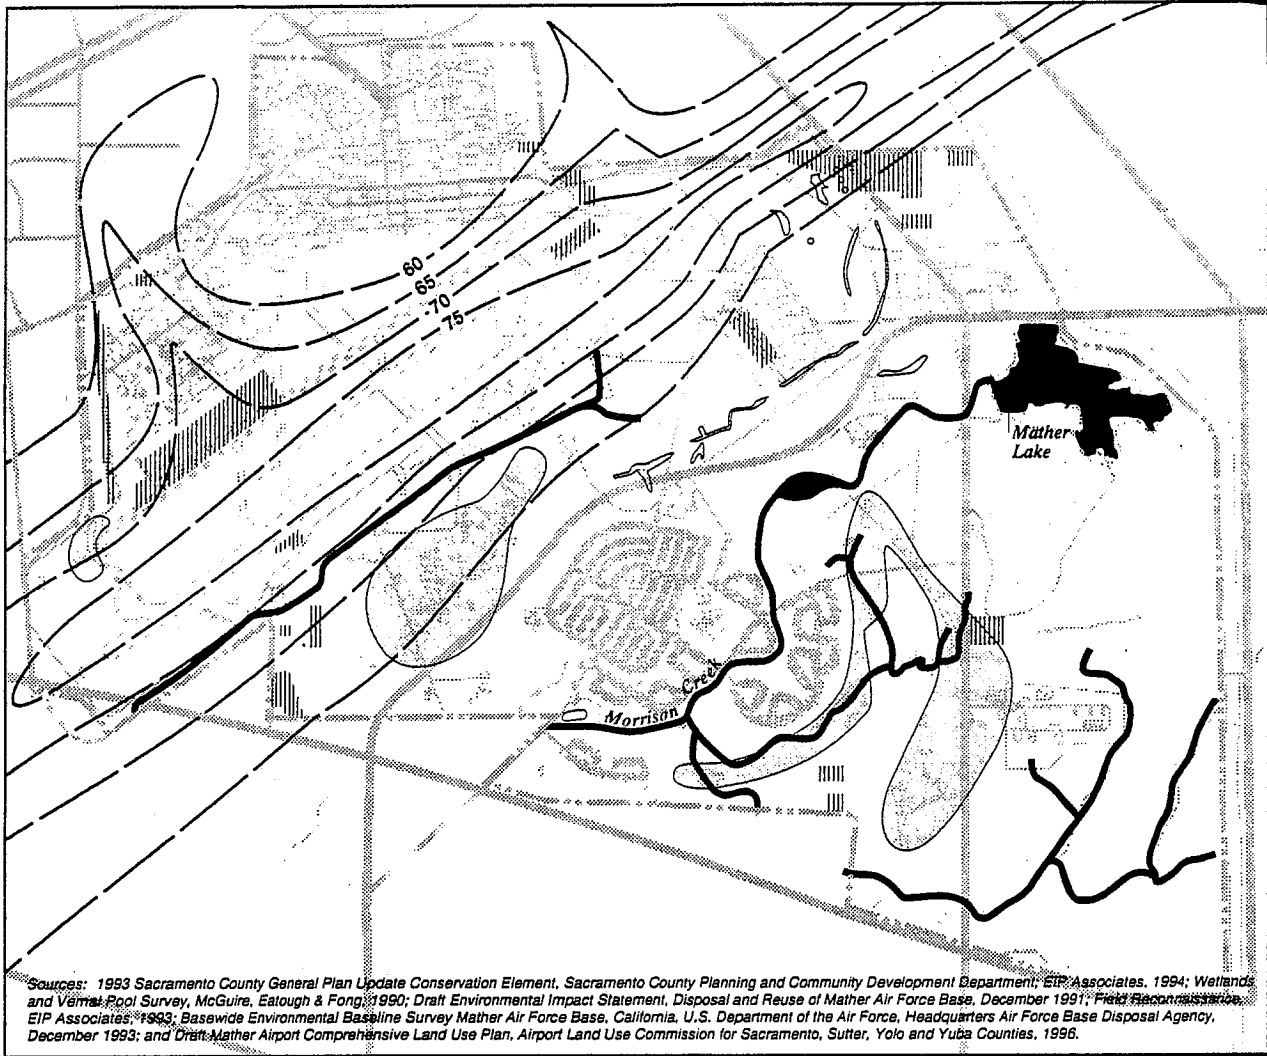 60
65
70
75
Mather
Lake
Creek
Morrison
Sources: 1993 Sacramento County General Plan Update Conservation Element, Sacramento County Planning and Community Development Department; EIP Associates, 1994; Wetlands
and Vernal Pool Survey, McGuire, Eatough & Fong, 1990; Draft Environmental Impact Statement, Disposal and Reuse of Mather Air Force Base, December 1991; Field Reconnaissance,
EIP Associates, 1993; Basewide Environmental Baseline Survey Mather Air Force Base, California, U.S. Department of the Air Force, Headquarters Air Force Base Disposal Agency,
December 1993; and Draft Mather Airport Comprehensive Land Use Plan, Airport Land Use Commission for Sacramento, Sutter, Yolo and Yuba Counties, 1996.